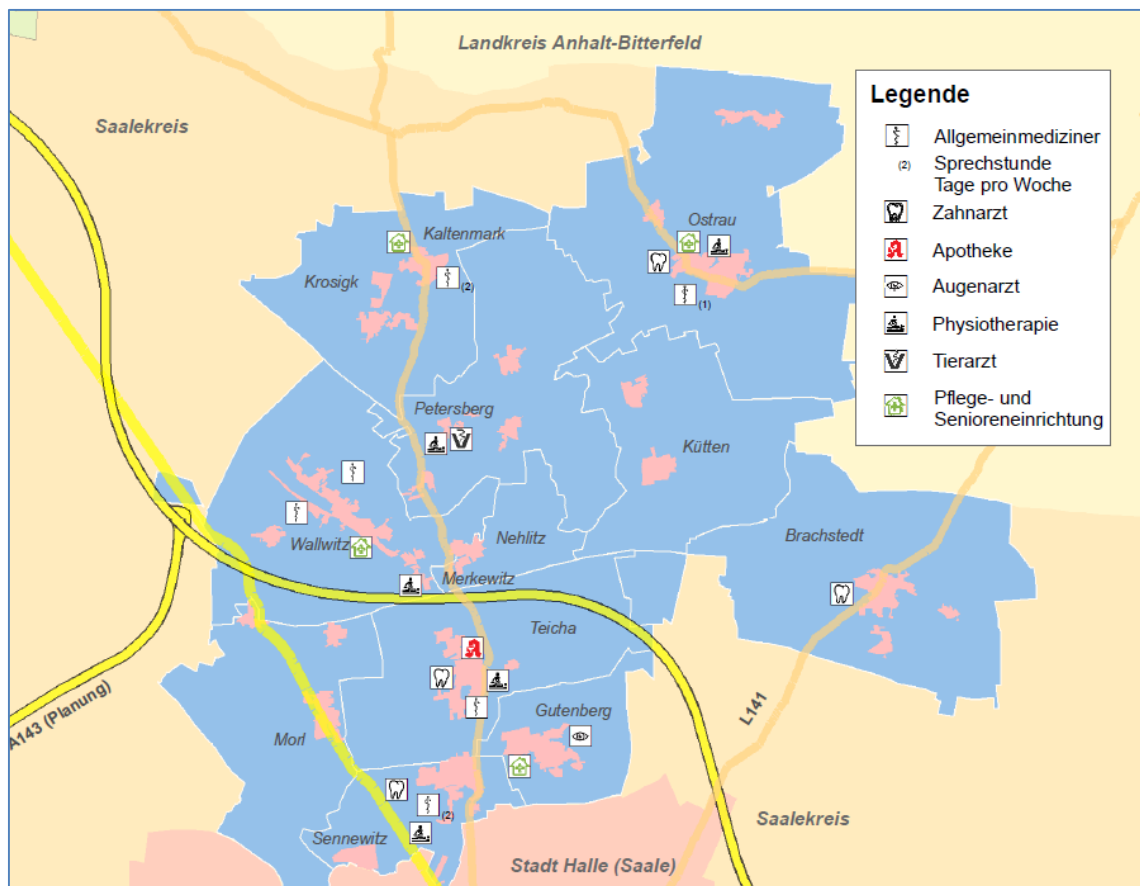 Landkreis Anhalt-Bitterfeld
Saalekreis
Legende
Allgemeinmediziner
(2) Sprechstunde
Tage pro Woche
Zahnarzt
Apotheke
Augenarzt
Physiotherapie
Tierarzt
Pflege- und
Senioreneinrichtung
Ostrau
(1)
Kaltenmark
(2)
Krosigk
Petersberg
Kütten
Nehlitz
Wallwitz
Merkewitz
Brachstedt
Teicha
A143 (Planung)
L141
Gutenberg
Morl
(2)
Sennewitz
Saalekreis
Stadt Halle (Saale)